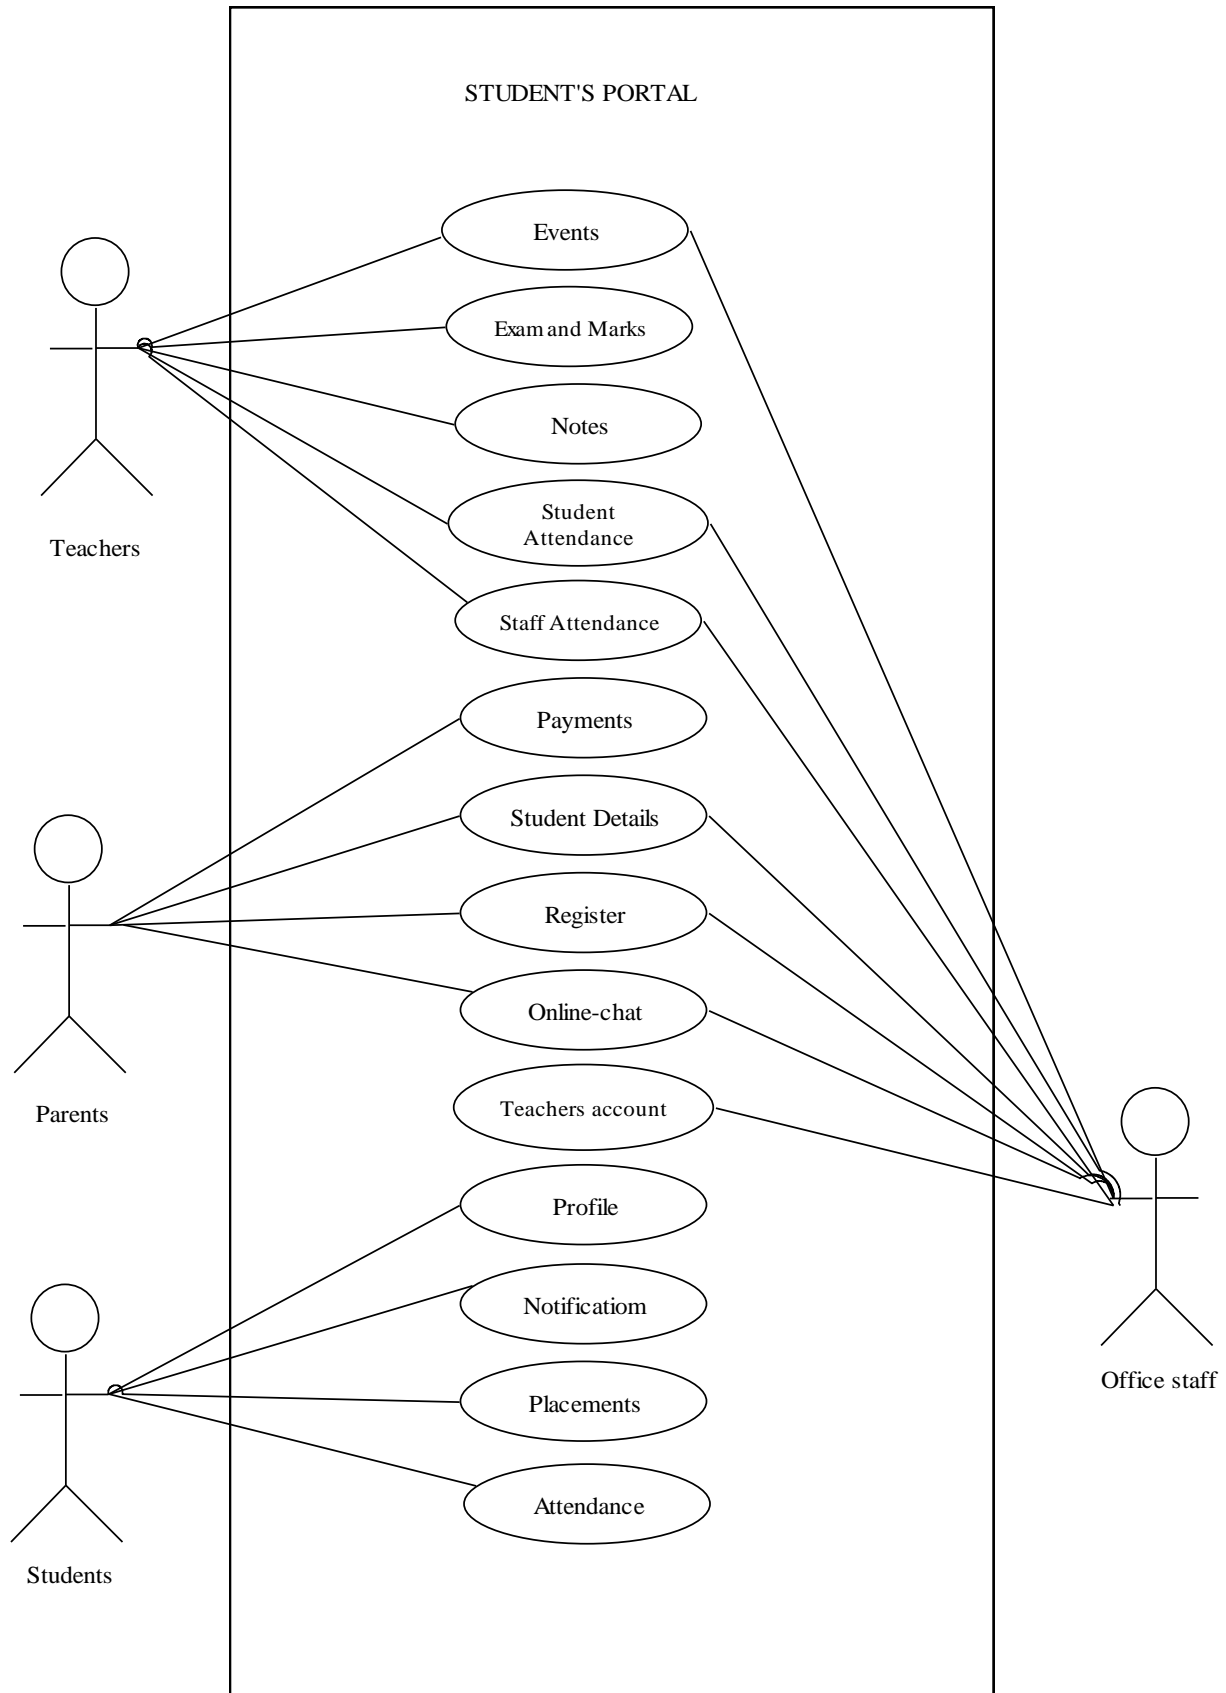 STUDENT'S PORTAL
Events
Exam and Marks
Notes
Student
Attendance
Teachers
Staff Attendance
Payments
Student Details
Register
Online-chat
Parents
Teachers account
Profile
Notificatiom
Office staff
Placements
Attendance
Students